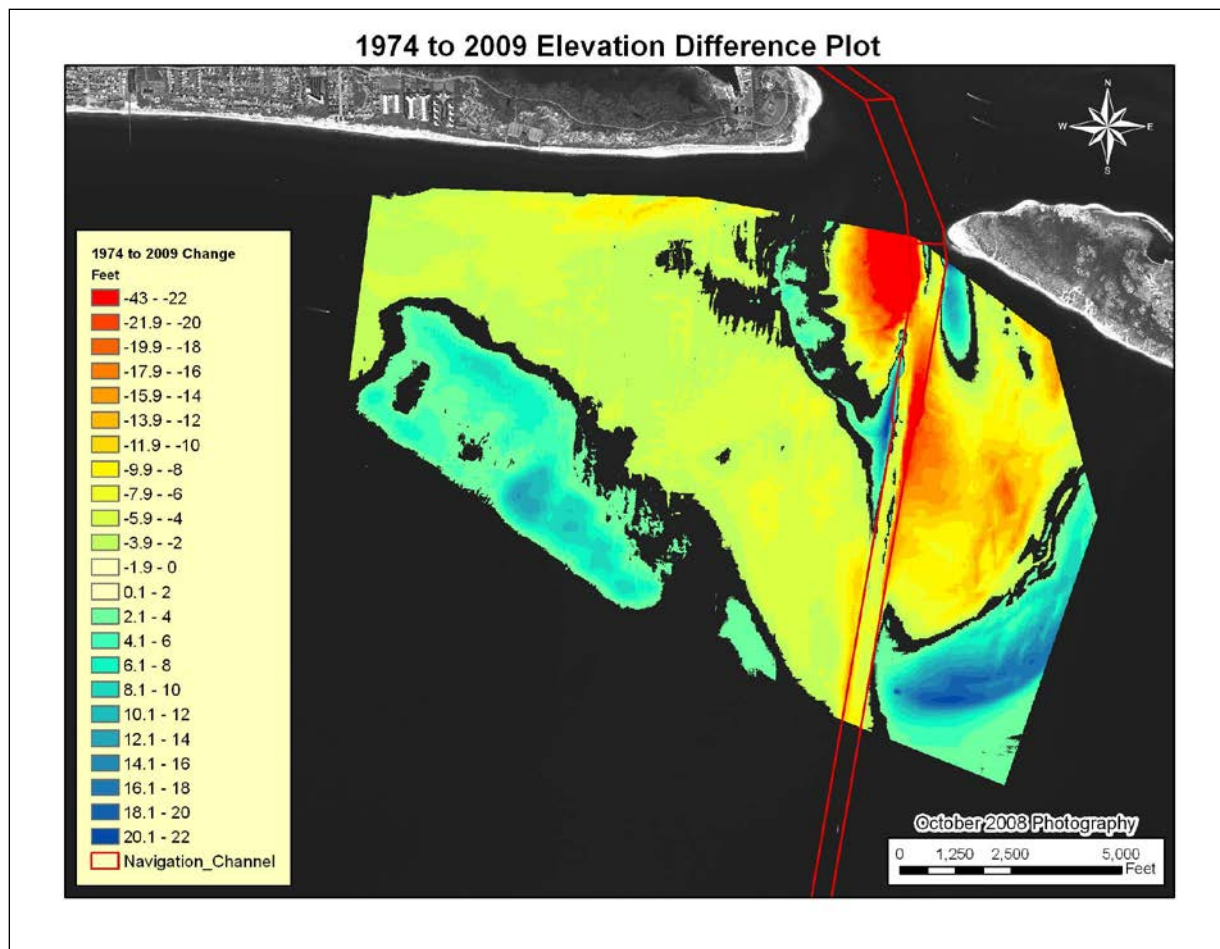 1974 to 2009 Elevation Difference Plot
N
W
E
S
1974 to 2009 Change
Feet
-43 - -22
-21.9 - -20
-19.9 - -18
-17.9 - -16
-15.9 - -14
-13.9 - -12
-11.9 - -10
-9.9 - -8
-7.9 - -6
-5.9 - -4
-3.9 - -2
-1.9 - 0
0.1 - 2
2.1 - 4
4.1 - 6
6.1 - 8
8.1 - 10
10.1 - 12
12.1 - 14
14.1 - 16
16.1 - 18
18.1 - 20
20.1 - 22
Navigation_Channel
October 2008 Photography
0 1,250 2,500 5,000
Feet